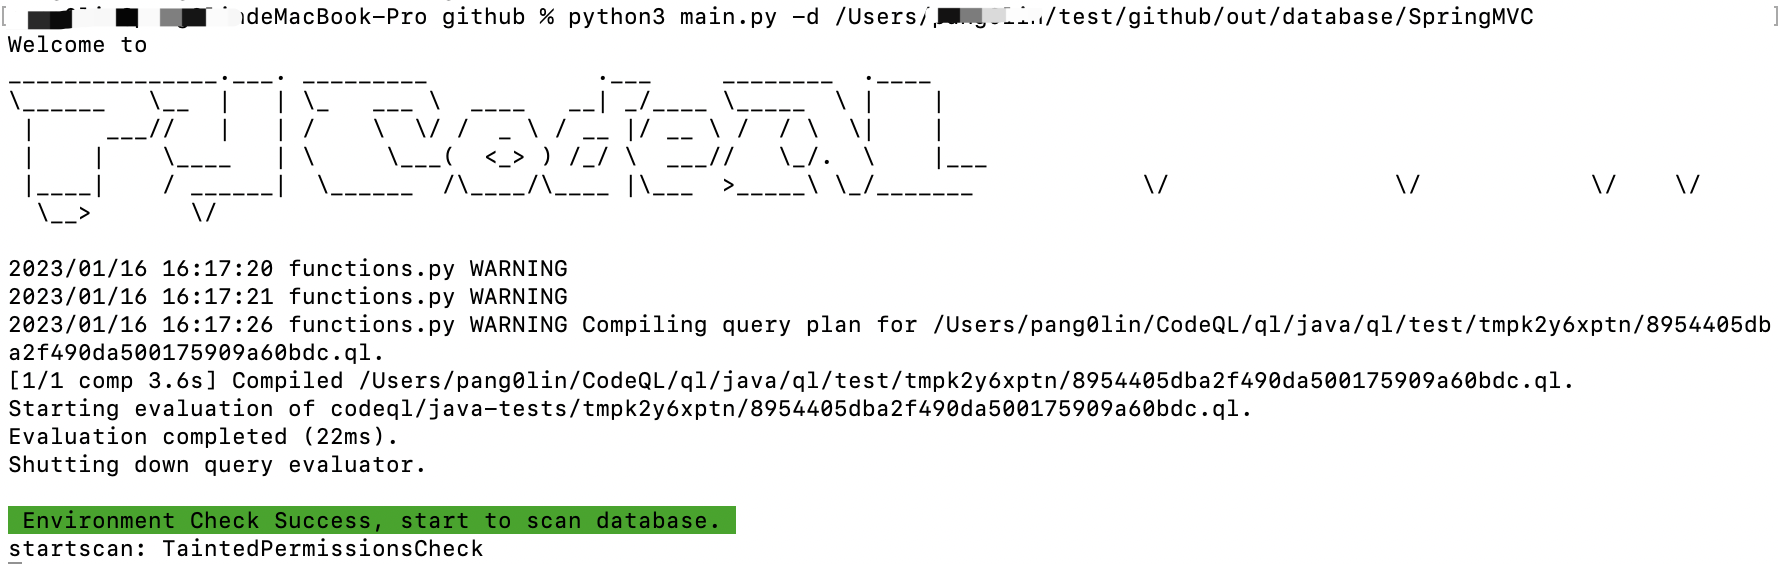 deMacBook-Pro github % python3 main.py -d /Users/ /test/github/out/database/SpringMVC
Welcome to
_______________.___. _________             .___     ________  .____
\______   \__  |   | \_   ___ \  ____   __| _/____ \_____  \ |    |
 |     ___//   |   | /    \  \/ /  _ \ / __ |/ __ \ /  / \  \|    |
 |    |    \____   | \     \___(  <_> ) /_/ \  ___//   \_/.  \    |___
 |____|    / ______|  \______  /\____/\____ |\___  >_____\ \_/_______            \/                \/            \/    \/
  \__>       \/
2023/01/16 16:17:20 functions.py WARNING
2023/01/16 16:17:21 functions.py WARNING
2023/01/16 16:17:26 functions.py WARNING Compiling query plan for /Users/pang0lin/CodeQL/ql/java/ql/test/tmpk2y6xptn/8954405db
a2f490da500175909a60bdc.ql.
[1/1 comp 3.6s] Compiled /Users/pang0lin/CodeQL/ql/java/ql/test/tmpk2y6xptn/8954405dba2f490da500175909a60bdc.ql.
Starting evaluation of codeql/java-tests/tmpk2y6xptn/8954405dba2f490da500175909a60bdc.ql.
Evaluation completed (22ms).
Shutting down query evaluator.
Environment Check Success, start to scan database.
startscan: TaintedPermissionsCheck